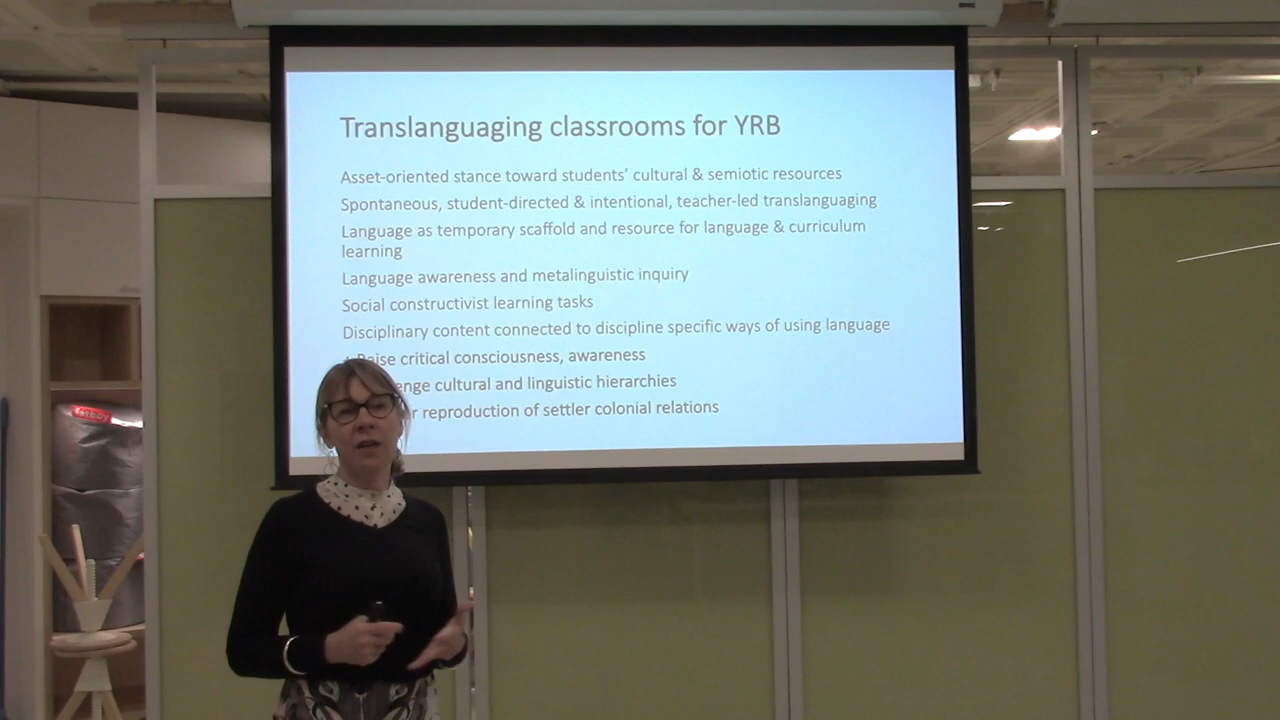 Translanguaging classrooms for YRB
Asset-oriented stance toward students' cultural & semiotic resources
Spontaneous, student-directed & intentional, teacher-led translanguaging
Language as temporary scaffold and resource for language & curriculum
learning
Language awareness and metalinguistic inquiry
Social constructivist learning tasks
Disciplinary content connected to discipline specific ways of using language
critical consciousness, awareness
cultural and linguistic hierarchies
reproduction of settler colonial relations
fatboy